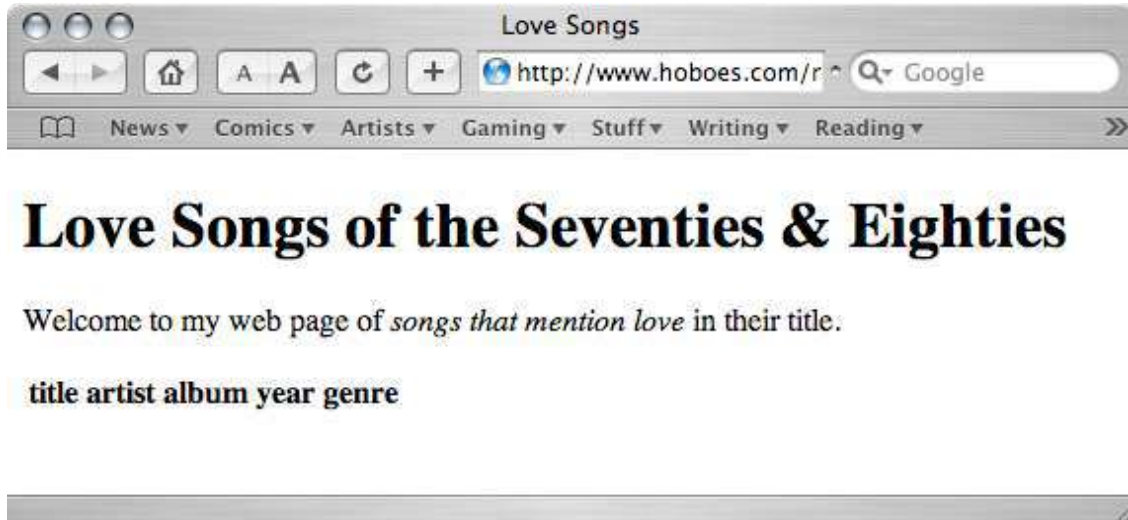 Love Songs
A A + http://www.hoboes.com/r Q Google
News Comics Artists Gaming Stuff Writing Reading »
Love Songs of the Seventies & Eighties
Welcome to my web page of songs that mention love in their title.
title artist album year genre